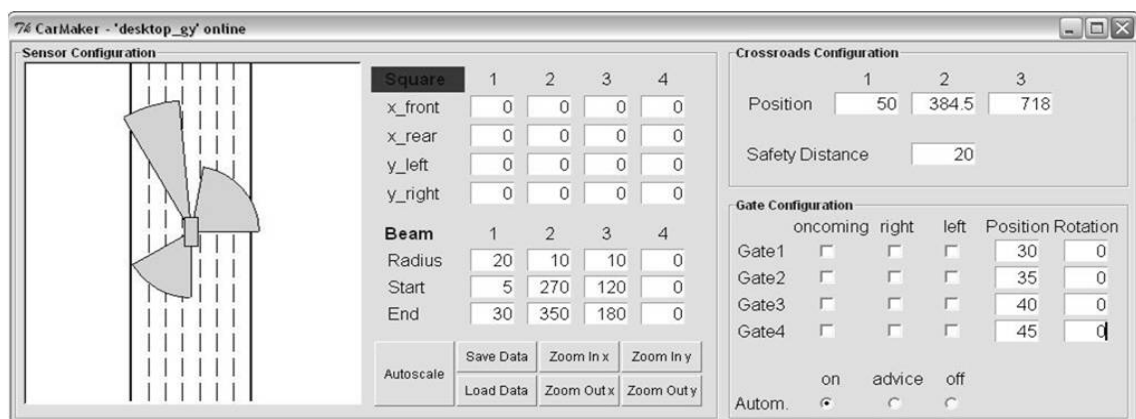 CarMaker - 'desktop_gy' online
Sensor Configuration
Square 1 2 3 4
x_front 0 0 0 0
x_rear 0 0 0 0
y_left 0 0 0 0
y_right 0 0 0 0
Beam 1 2 3 4
Radius 20 10 10 0
Start 5 270 120 0
End 30 350 180 0
Autoscale
Save Data Zoom In x Zoom In y
Load Data Zoom Out x Zoom Out y
Crossroads Configuration
1 2 3
Position 50 384.5 718
Safety Distance 20
Gate Configuration
oncoming right left Position Rotation
Gate1 30 0
Gate2 35 0
Gate3 40 0
Gate4 45 0
on advice off
Autom.